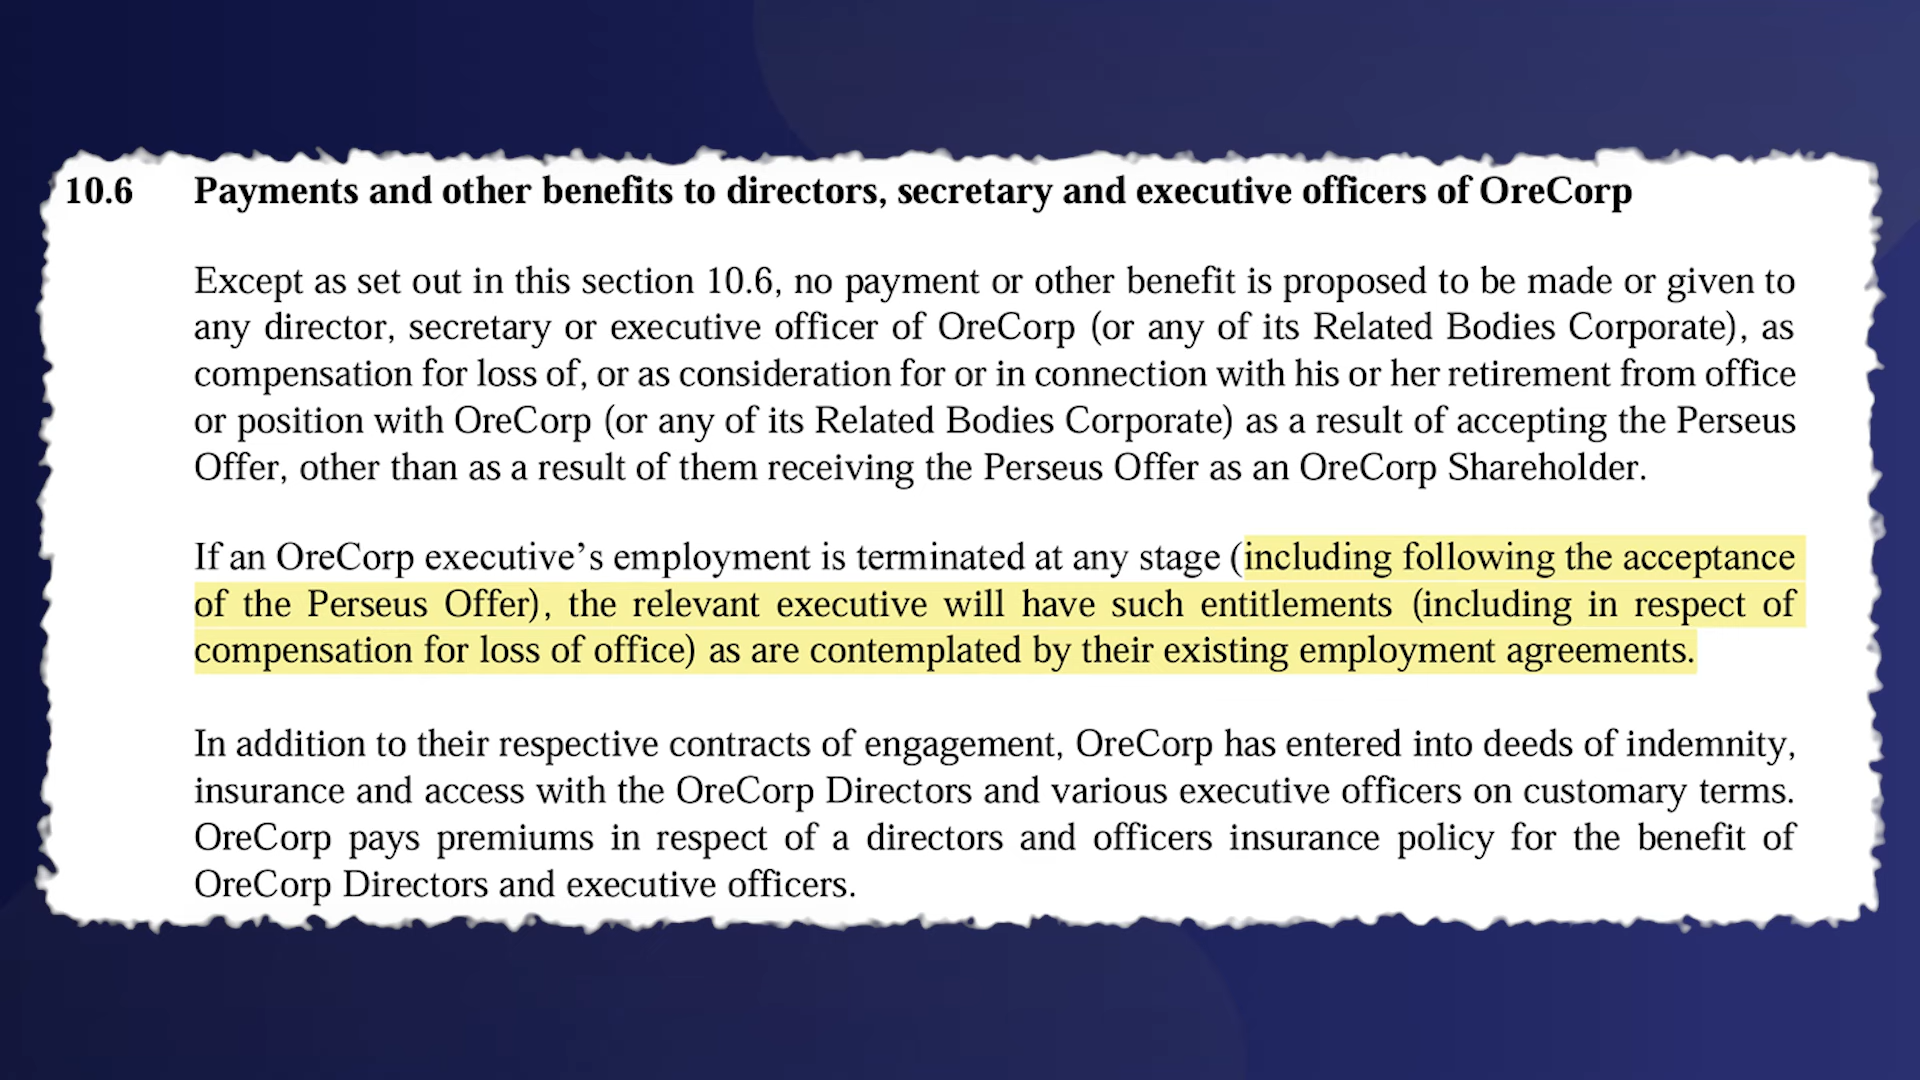 10.6 Payments and other benefits to directors, secretary and executive officers of OreCorp
Except as set out in this section 10.6, no payment or other benefit is proposed to be made or given to
any director, secretary or executive officer of OreCorp (or any of its Related Bodies Corporate), as
compensation for loss of, or as consideration for or in connection with his or her retirement from office
or position with OreCorp (or any of its Related Bodies Corporate) as a result of accepting the Perseus
Offer, other than as a result of them receiving the Perseus Offer as an OreCorp Shareholder.
If an OreCorp executive’s employment is terminated at any stage (including following the acceptance
of the Perseus Offer), the relevant executive will have such entitlements (including in respect of
compensation for loss of office) as are contemplated by their existing employment agreements.
In addition to their respective contracts of engagement, OreCorp has entered into deeds of indemnity,
insurance and access with the OreCorp Directors and various executive officers on customary terms.
OreCorp pays premiums in respect of a directors and officers insurance policy for the benefit of
OreCorp Directors and executive officers.